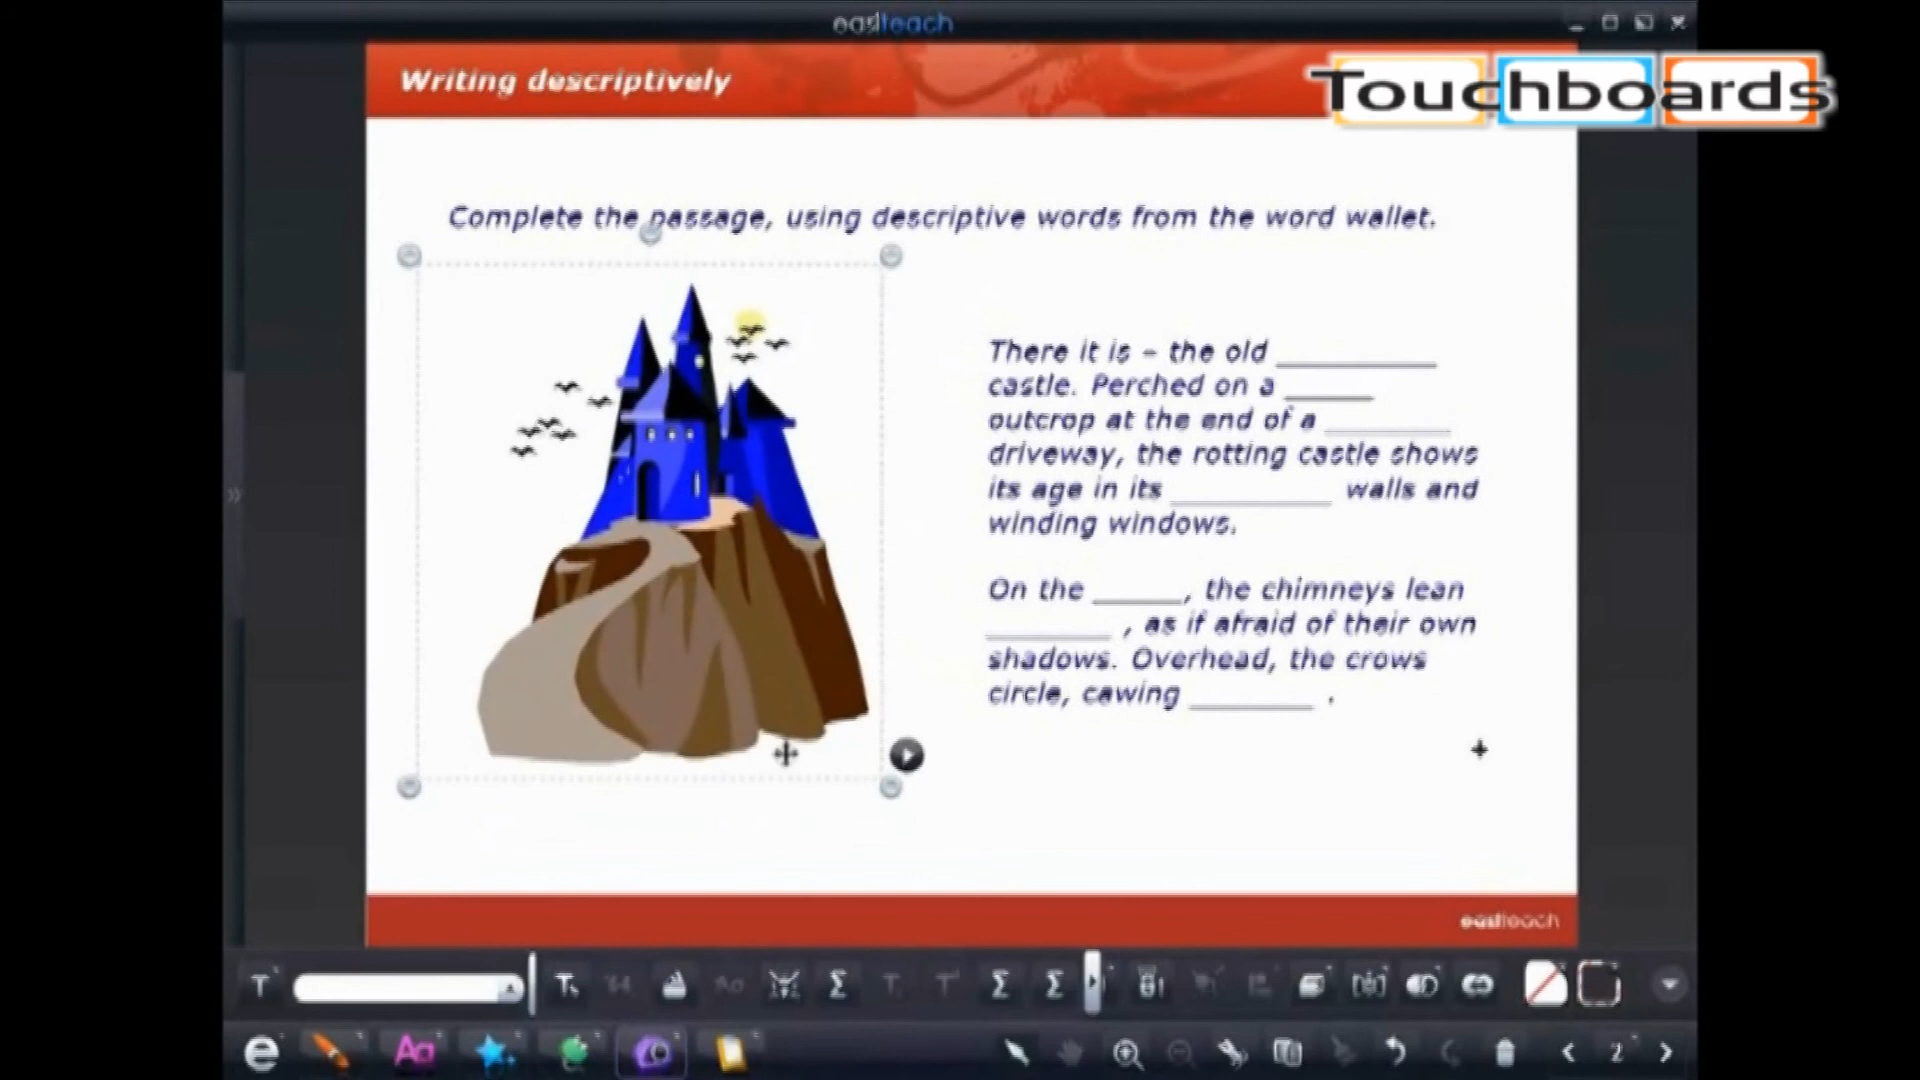 easiteach
Writing descriptively
Touchboards
Complete the passage, using descriptive words from the word wallet.
There it is – the old ___________
castle. Perched on a ______
outcrop at the end of a ________
driveway, the rotting castle shows
its age in its ___________ walls and
winding windows.
On the ______, the chimneys lean
________ , as if afraid of their own
shadows. Overhead, the crows
circle, cawing ________ .
easiteach
T
Σ
Σ
Σ
e
Aa
2